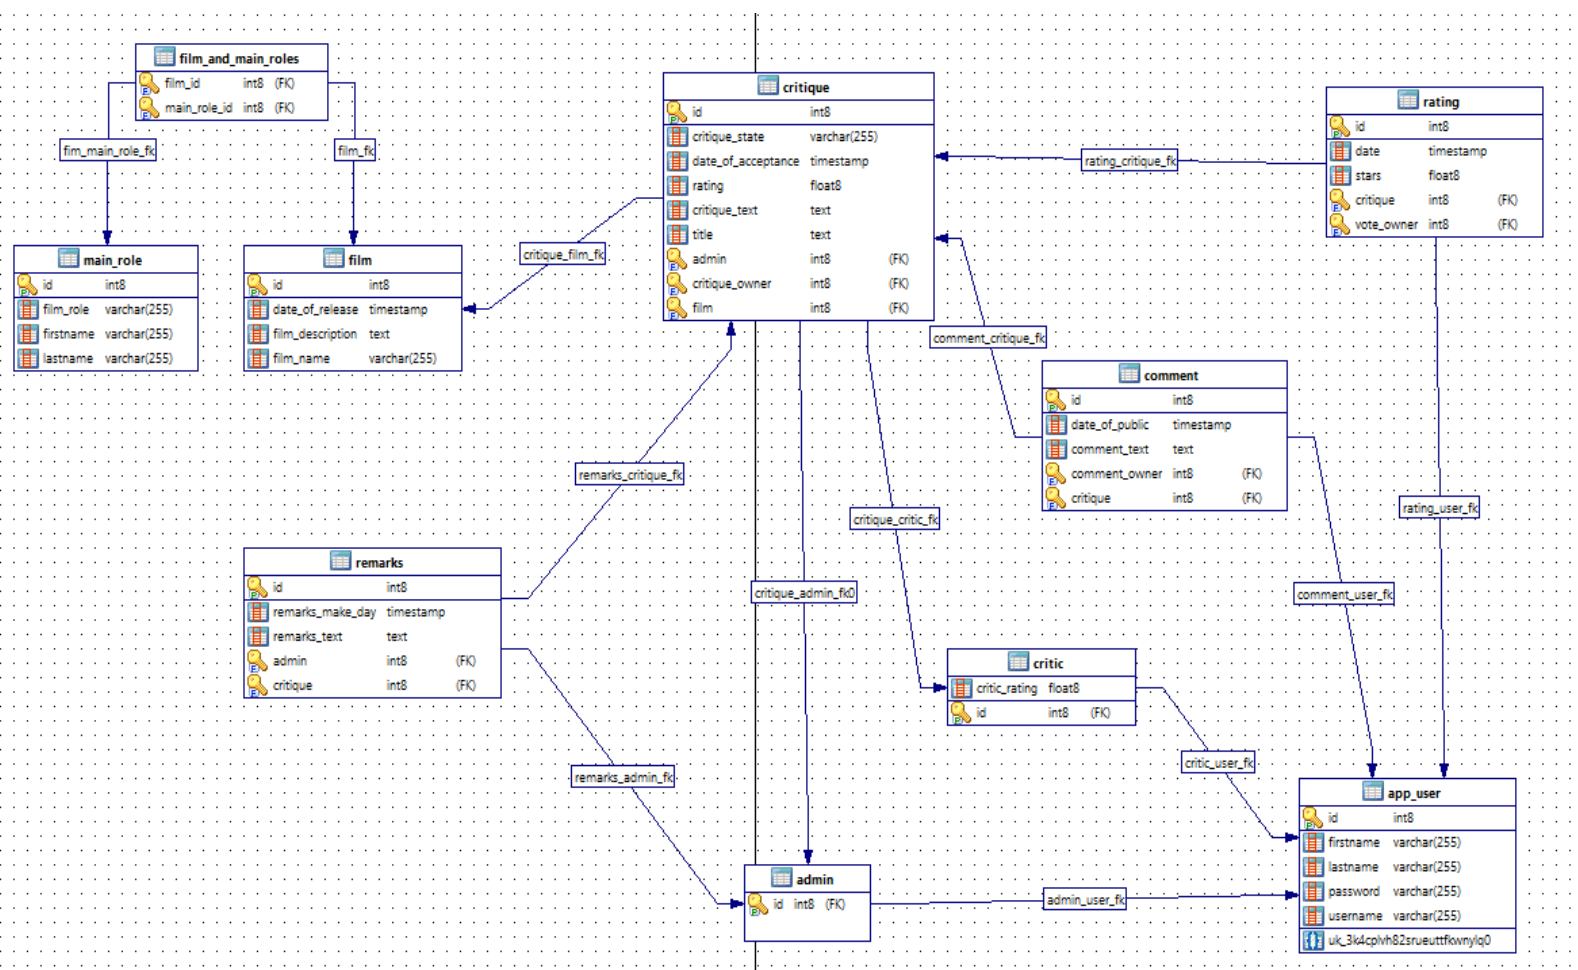 film_and_main_roles
film_id int8 (FK)
main_role_id int8 (FK)
fim_main_role_fk
film_fk
main_role
id int8
film_role varchar(255)
firstname varchar(255)
lastname varchar(255)
film
id int8
date_of_release timestamp
film_description text
film_name varchar(255)
critique_film_fk
critique
id int8
critique_state varchar(255)
date_of_acceptance timestamp
rating float8
critique_text text
title text
admin int8 (FK)
critique_owner int8 (FK)
film int8 (FK)
rating_critique_fk
rating
id int8
date timestamp
stars float8
critique int8 (FK)
vote_owner int8 (FK)
comment_critique_fk
comment
id int8
date_of_public timestamp
comment_text text
comment_owner int8 (FK)
critique int8 (FK)
remarks_critique_fk
critique_critic_fk
rating_user_fk
remarks
id int8
remarks_make_day timestamp
remarks_text text
admin int8 (FK)
critique int8 (FK)
critique_admin_fk0
comment_user_fk
critic
critic_rating float8
id int8 (FK)
remarks_admin_fk
critic_user_fk
admin
id int8 (FK)
admin_user_fk
app_user
id int8
firstname varchar(255)
lastname varchar(255)
password varchar(255)
username varchar(255)
uk_3k4cplvh82srueuttfkwnylq0